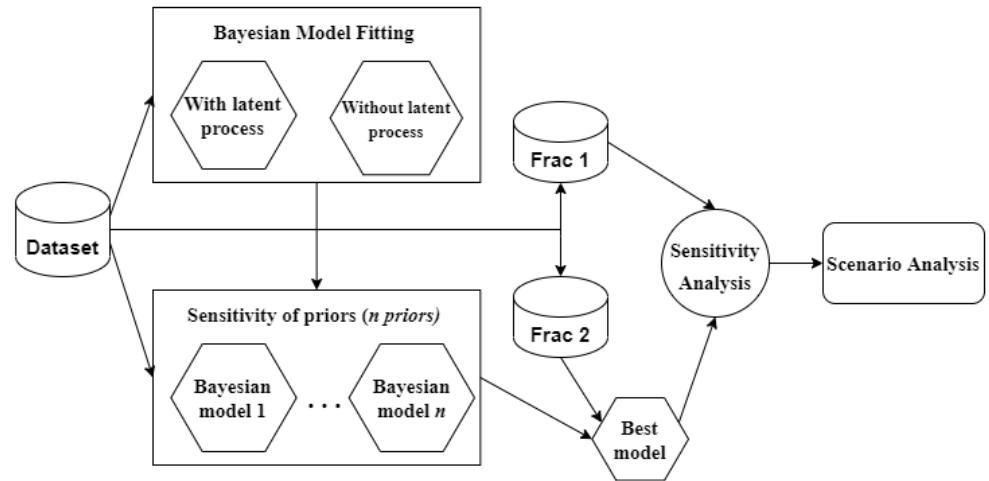 Bayesian Model Fitting
With latent
process
Without latent
process
Dataset
Frac 1
Sensitivity
Analysis
Scenario Analysis
Sensitivity of priors (n priors)
Bayesian
model 1
. . .
Bayesian
model n
Frac 2
Best
model